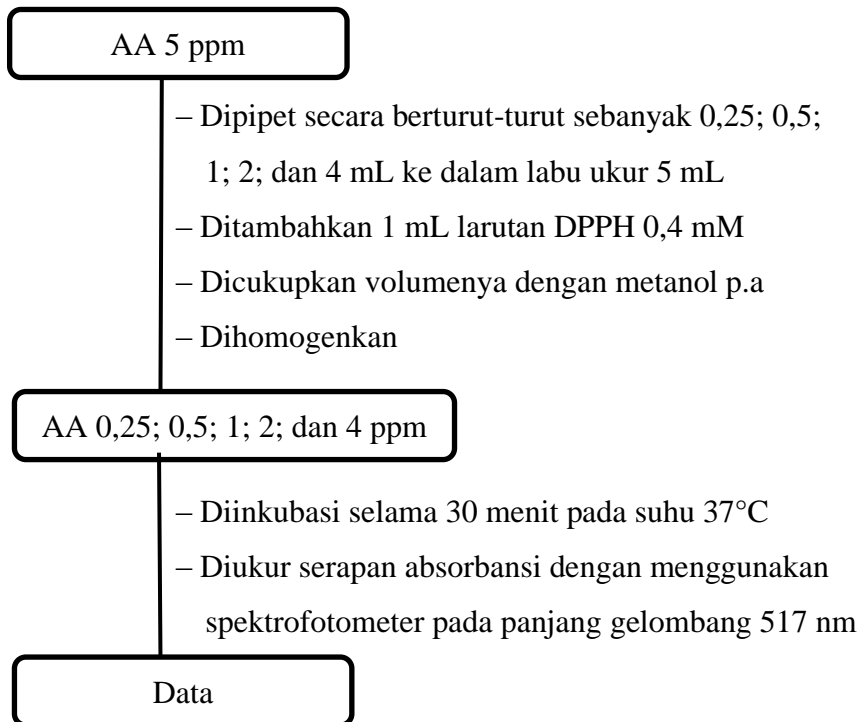 AA 5 ppm
– Dipipet secara berturut-turut sebanyak 0,25; 0,5;
1; 2; dan 4 mL ke dalam labu ukur 5 mL
– Ditambahkan 1 mL larutan DPPH 0,4 mM
– Dicukupkan volumenya dengan metanol p.a
– Dihomogenkan
AA 0,25; 0,5; 1; 2; dan 4 ppm
– Diinkubasi selama 30 menit pada suhu 37°C
– Diukur serapan absorbansi dengan menggunakan
spektrofotometer pada panjang gelombang 517 nm
Data